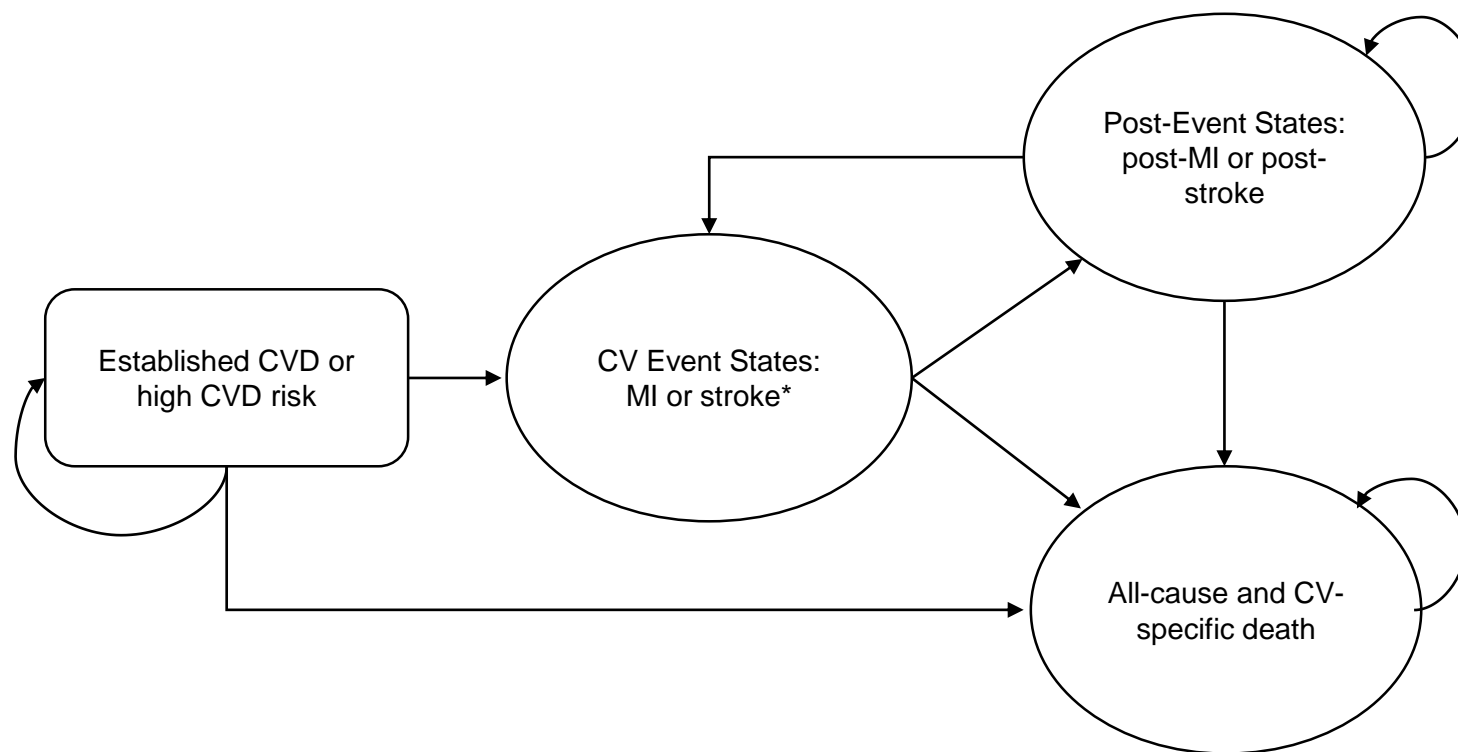 Post-Event States:
post-MI or post-
stroke
Established CVD or
high CVD risk
CV Event States:
MI or stroke*
All-cause and CV-
specific death